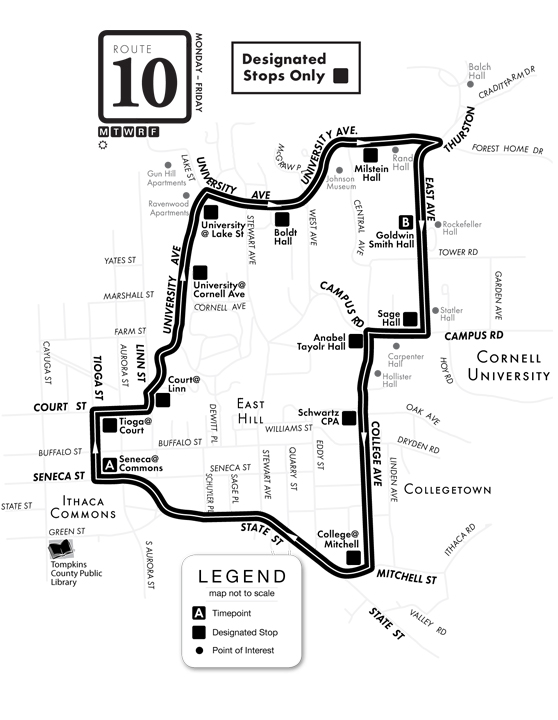 ROUTE
10
MONDAY – FRIDAY
M T W R F
Designated
Stops Only
Balch
Hall
CRADIT FARM DR
THURSTON
FOREST HOME DR
UNIVERSITY AVE.
Rand
Hall
Milstein
Hall
Johnson
Museum
LAKE ST
Gun Hill
Apartments
UNIVERSITY AVE
Ravenwood
Apartments
EAST AVE
University
@ Lake St
STEWART AVE
Boldt
Hall
WEST AVE
CENTRAL AVE
B
Goldwin
Smith Hall
Rockefeller
Hall
TOWER RD
YATES ST
UNIVERSITY AVE
University@
Cornell Ave
CORNELL AVE
MARSHALL ST
GARDEN AVE
CAMPUS RD
Sage
Hall
Statler
Hall
FARM ST
Anabel
Tayolr Hall
CAMPUS RD
CAYUGA ST
TIOGA ST
AURORA ST
LINN ST
Carpenter
Hall
HOY RD
CORNELL
UNIVERSITY
Hollister
Hall
Court@
Linn
COURT ST
Tioga@
Court
DEWITT PL
EAST
HILL
Schwartz
CPA
OAK AVE
WILLIAMS ST
BUFFALO ST
BUFFALO ST
EDDY ST
COLLEGE AVE
DRYDEN RD
A
Seneca@
Commons
SENECA ST
SENECA ST
SCHUYLER PL
SAGE PL
STEWART AVE
QUARRY ST
LINDEN AVE
COLLEGETOWN
ITHACA
COMMONS
STATE ST
GREEN ST
STATE ST
College@
Mitchell
ITHACA RD
Tompkins
County Public
Library
S AURORA ST
MITCHELL ST
STATE ST
VALLEY RD
LEGEND
map not to scale
A Timepoint
Designated Stop
Point of Interest